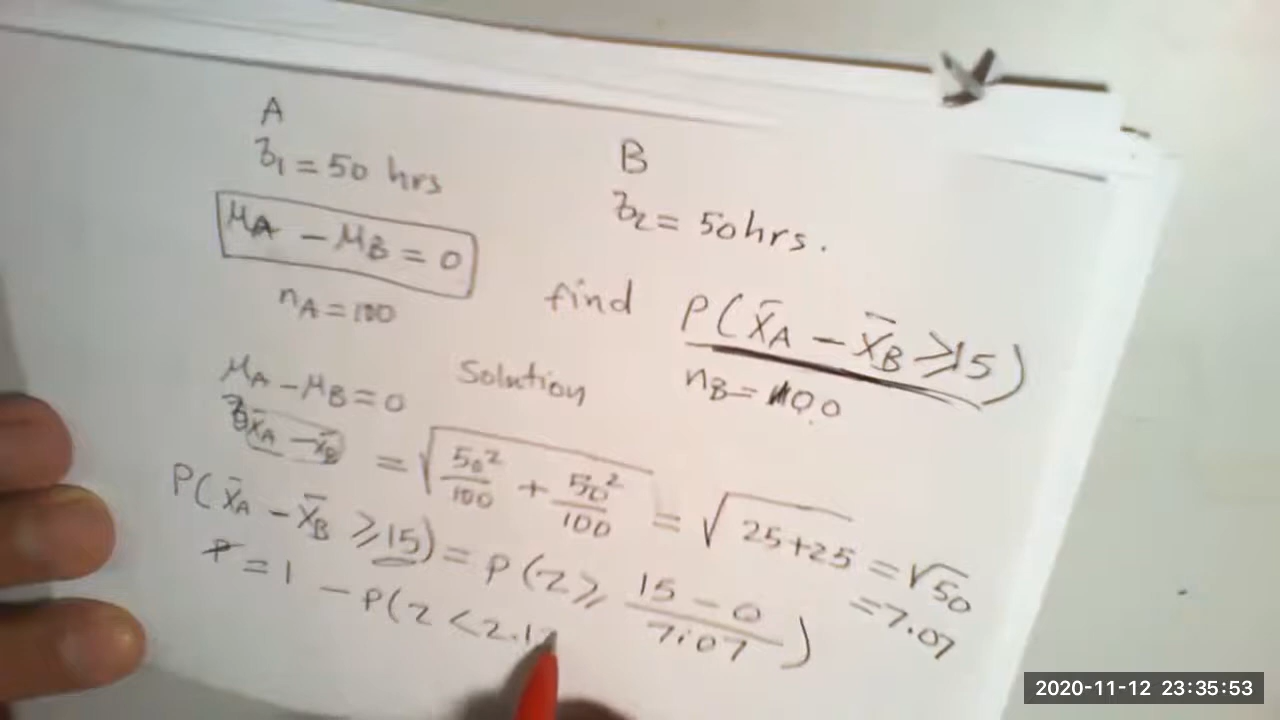 A
σ₁ = 50 hrs
B
σ₂ = 50 hrs.
μA − μB = 0
nA = 100
find P(x̄A − x̄B ≥ 15)
nB = 100
Solution
μA − μB = 0
σx̄A − x̄B = √(50²/100 + 50²/100) = √25+25 = √50
= 7.07
P(x̄A − x̄B ≥ 15) = P(Z ≥ (15 − 0)/7.07)
= 1 − P(Z < 2.1
2020-11-12 23:35:53